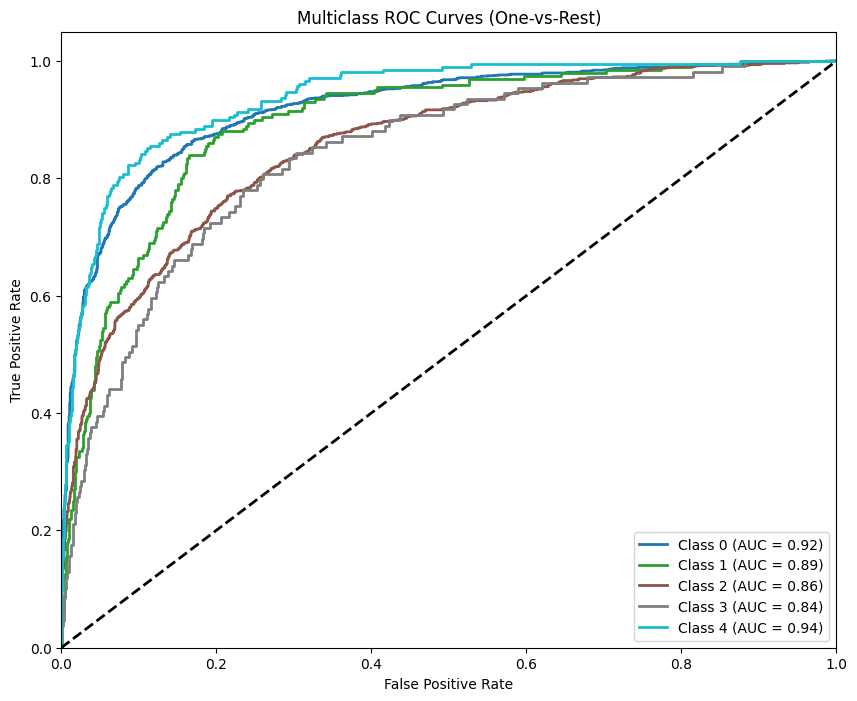 Multiclass ROC Curves (One-vs-Rest)
True Positive Rate
1.0
0.8
0.6
0.4
0.2
0.0
0.0 0.2 0.4 0.6 0.8 1.0
False Positive Rate
Class 0 (AUC = 0.92)
Class 1 (AUC = 0.89)
Class 2 (AUC = 0.86)
Class 3 (AUC = 0.84)
Class 4 (AUC = 0.94)